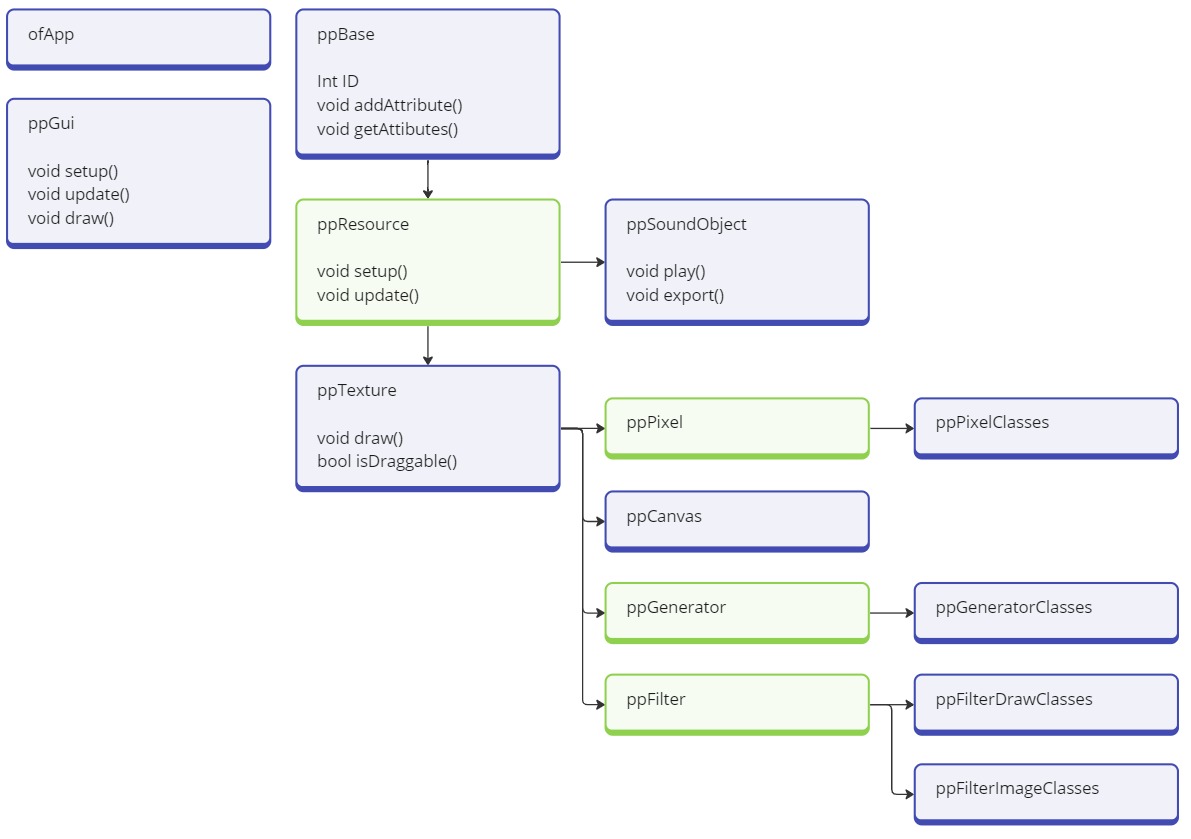 ofApp
ppGui
void setup()
void update()
void draw()
ppBase
Int ID
void addAttribute()
void getAttibutes()
ppResource
void setup()
void update()
ppSoundObject
void play()
void export()
ppTexture
void draw()
bool isDraggable()
ppPixel
ppPixelClasses
ppCanvas
ppGenerator
ppGeneratorClasses
ppFilter
ppFilterDrawClasses
ppFilterImageClasses